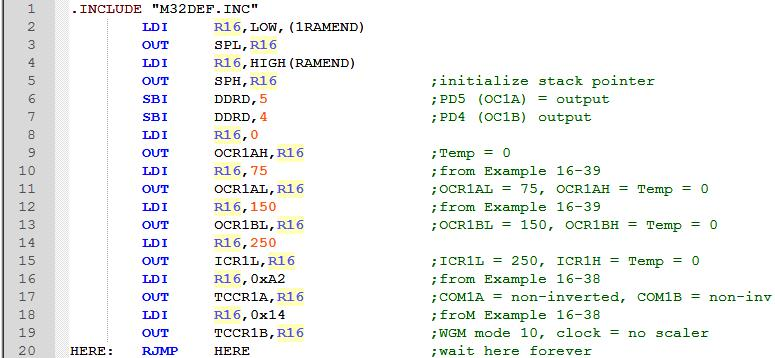 1 .INCLUDE "M32DEF.INC"
2 LDI R16,LOW,(1RAMEND)
3 OUT SPL,R16
4 LDI R16,HIGH(RAMEND)
5 OUT SPH,R16 ;initialize stack pointer
6 SBI DDRD,5 ;PD5 (OC1A) = output
7 SBI DDRD,4 ;PD4 (OC1B) output
8 LDI R16,0
9 OUT OCR1AH,R16 ;Temp = 0
10 LDI R16,75 ;from Example 16-39
11 OUT OCR1AL,R16 ;OCR1AL = 75, OCR1AH = Temp = 0
12 LDI R16,150 ;from Example 16-39
13 OUT OCR1BL,R16 ;OCR1BL = 150, OCR1BH = Temp = 0
14 LDI R16,250
15 OUT ICR1L,R16 ;ICR1L = 250, ICR1H = Temp = 0
16 LDI R16,0xA2 ;from Example 16-38
17 OUT TCCR1A,R16 ;COM1A = non-inverted, COM1B = non-inv
18 LDI R16,0x14 ;froM Example 16-38
19 OUT TCCR1B,R16 ;WGM mode 10, clock = no scaler
20 HERE: RJMP HERE ;wait here forever